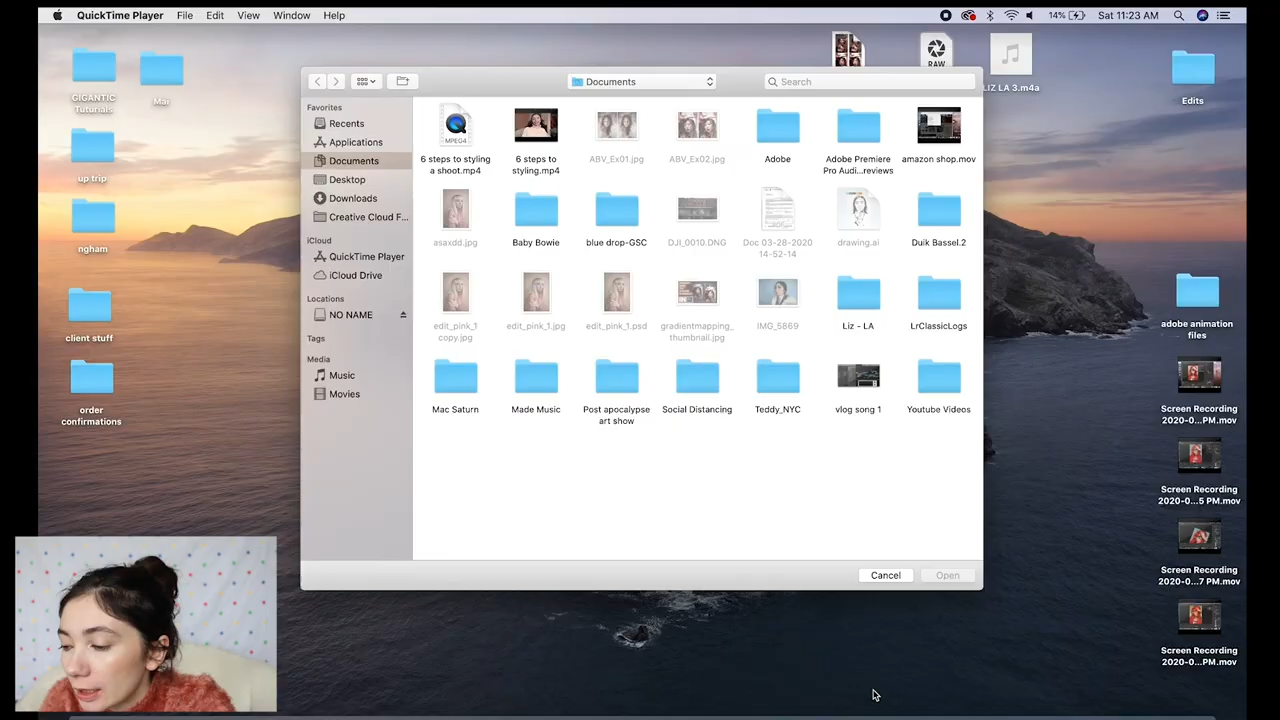 QuickTime Player File Edit View Window Help
14% Sat 11:23 AM
GIGANTIC
Tutorials
Mai
up trip
ngham
client stuff
order
confirmations
RAW
LIZ LA 3.m4a
Edits
adobe animation
files
Screen Recording
2020-0...PM.mov
Screen Recording
2020-0...5 PM.mov
Screen Recording
2020-0...7 PM.mov
Screen Recording
2020-0...PM.mov
Documents
Search
Favorites
Recents
Applications
Documents
Desktop
Downloads
Creative Cloud F...
iCloud
QuickTime Player
iCloud Drive
Locations
NO NAME
Tags
Media
Music
Movies
MPEG4
6 steps to styling
a shoot.mp4
6 steps to
styling.mp4
ABV_Ex01.jpg
ABV_Ex02.jpg
Adobe
Adobe Premiere
Pro Audi...reviews
amazon shop.mov
asaxdd.jpg
Baby Bowie
blue drop-GSC
DJI_0010.DNG
Doc 03-28-2020
14-52-14
drawing.ai
Duik Bassel.2
edit_pink_1
copy.jpg
edit_pink_1.jpg
edit_pink_1.psd
gradientmapping_
thumbnail.jpg
IMG_5869
Liz - LA
LrClassicLogs
Mac Saturn
Made Music
Post apocalypse
art show
Social Distancing
Teddy_NYC
vlog song 1
Youtube Videos
Cancel
Open